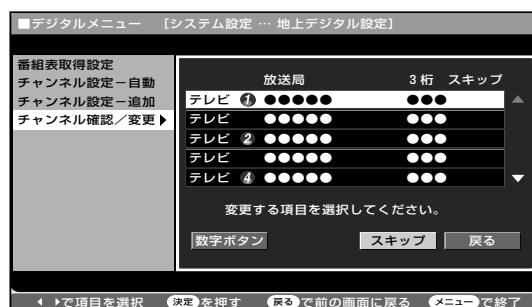 ■デジタルメニュー [システム設定 … 地上デジタル設定]
番組表取得設定
チャンネル設定－自動
チャンネル設定－追加
チャンネル確認／変更▶
放送局 3桁 スキップ
テレビ ① ●●●●● ●●●
テレビ ●●●●● ●●●
テレビ ② ●●●●● ●●●
テレビ ●●●●● ●●●
テレビ ④ ●●●●● ●●●
変更する項目を選択してください。
数字ボタン スキップ 戻る
で項目を選択 決定を押す 戻るで前の画面に戻る メニューで終了